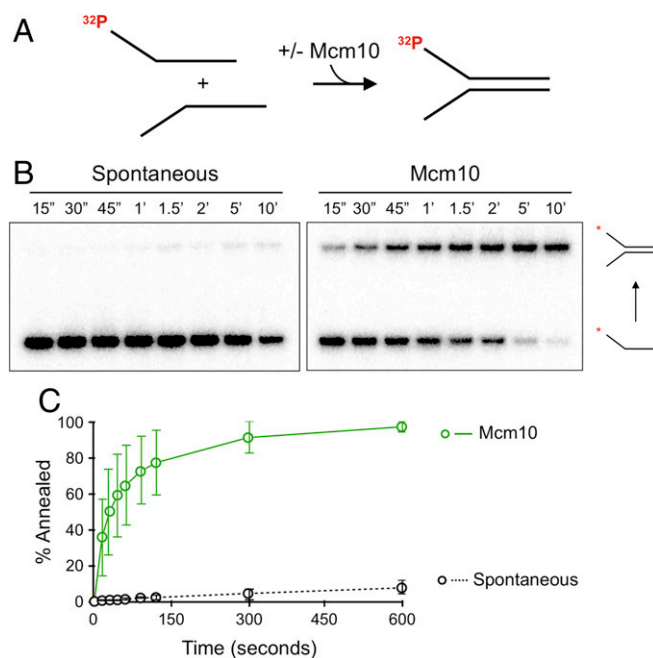 A
32P
+
+/- Mcm10
32P
B
Spontaneous
Mcm10
15” 30” 45” 1’ 1.5’ 2’ 5’ 10’
15” 30” 45” 1’ 1.5’ 2’ 5’ 10’
*
*
C
% Annealed
100
80
60
40
20
0
0 150 300 450 600
Time (seconds)
Mcm10
Spontaneous